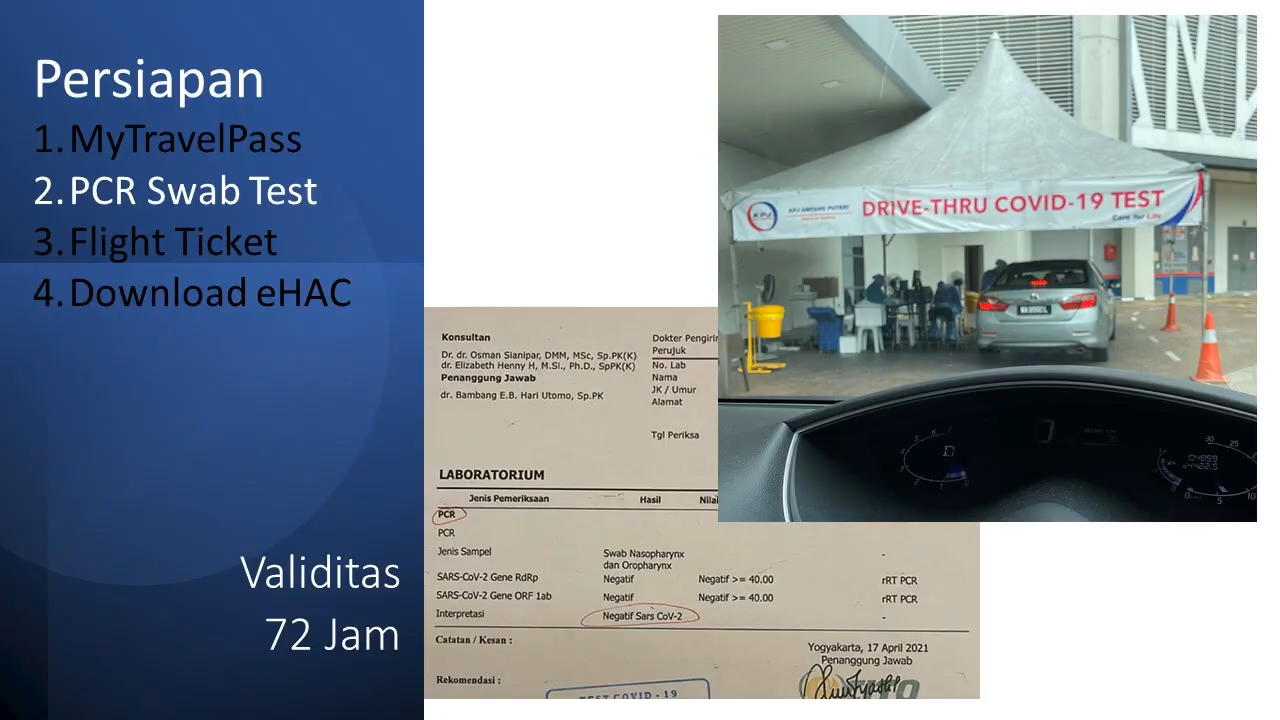 Persiapan
1. MyTravelPass
2. PCR Swab Test
3. Flight Ticket
4. Download eHAC
Validitas
72 Jam
KPJ
DRIVE-THRU COVID-19 TEST
Care for Life
Konsultan
Dr. dr. Osman Sianipar, DMM, MSc, Sp.PK(K)
dr. Elizabeth Henny H, M.Si., Ph.D., SpPK(K)
Penanggung Jawab
dr. Bambang E.B. Hari Utomo, Sp.PK
Dokter Pengirim
Perujuk
No. Lab
Nama
JK / Umur
Alamat
Tgl Periksa
LABORATORIUM
Jenis Pemeriksaan Hasil Nilai
PCR
PCR
Jenis Sampel Swab Nasopharynx dan Oropharynx -
SARS-CoV-2 Gene RdRp Negatif Negatif >= 40.00 rRT PCR
SARS-CoV-2 Gene ORF 1ab Negatif Negatif >= 40.00 rRT PCR
Interpretasi Negatif Sars CoV-2 -
Catatan / Kesan :
Yogyakarta, 17 April 2021
Penanggung Jawab
Rekomendasi :
TEST COVID - 19